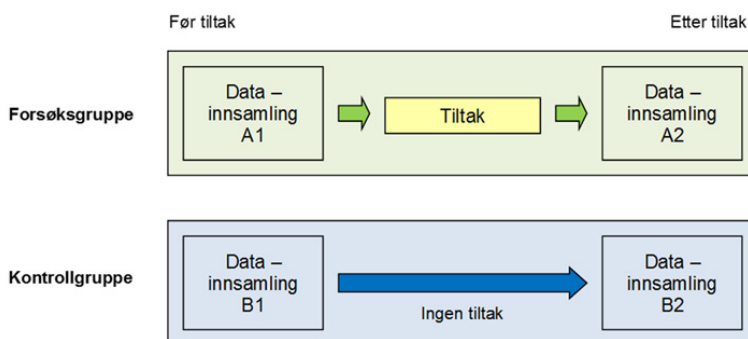 Før tiltak
Etter tiltak
Forsøksgruppe
Data –
innsamling
A1
Tiltak
Data –
innsamling
A2
Kontrollgruppe
Data –
innsamling
B1
Ingen tiltak
Data –
innsamling
B2